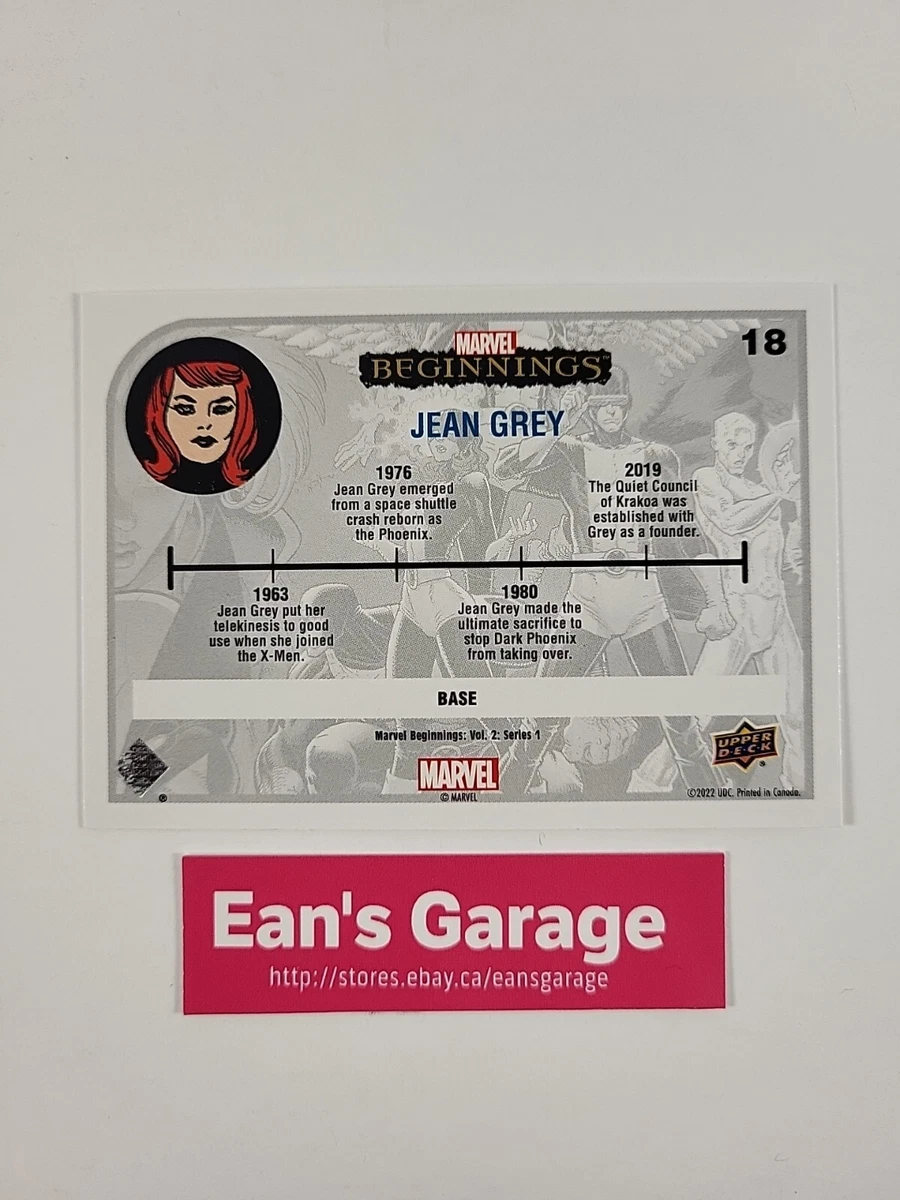 18
MARVEL
BEGINNINGS™
JEAN GREY
1976
Jean Grey emerged
from a space shuttle
crash reborn as
the Phoenix.
2019
The Quiet Council
of Krakoa was
established with
Grey as a founder.
1963
Jean Grey put her
telekinesis to good
use when she joined
the X-Men.
1980
Jean Grey made the
ultimate sacrifice to
stop Dark Phoenix
from taking over.
BASE
Marvel Beginnings: Vol. 2: Series 1
UPPER
D·E·C·K
®
®
MARVEL
© MARVEL
©2022 UDC. Printed in Canada.
Ean's Garage
http://stores.ebay.ca/eansgarage